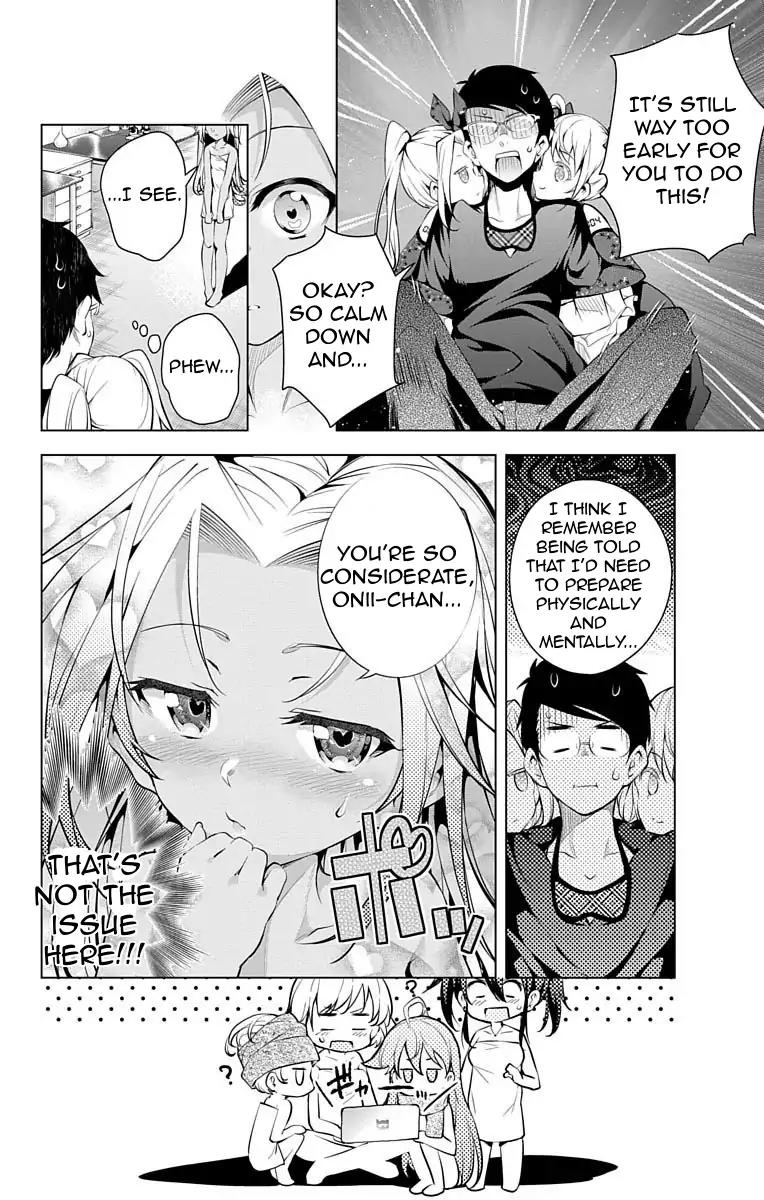 IT'S STILL
WAY TOO
EARLY FOR
YOU TO DO
THIS!
OKAY?
SO CALM
DOWN
AND...
...I SEE.
PHEW...
I THINK I
REMEMBER
BEING TOLD
THAT I'D NEED
TO PREPARE
PHYSICALLY
AND
MENTALLY...
YOU'RE SO
CONSIDERATE,
ONII-CHAN...
ポッ
THAT'S
NOT THE
ISSUE
HERE!!!
?
?